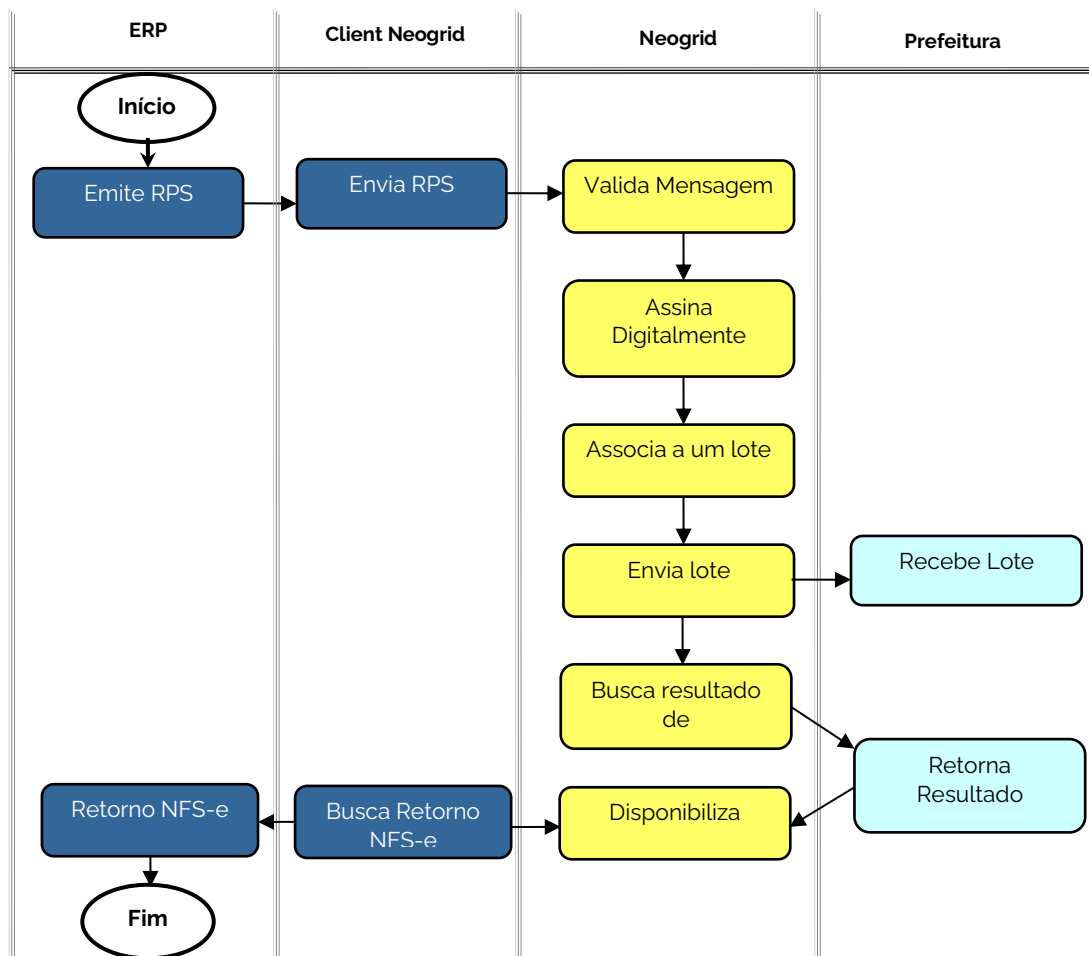 ERP
Client Neogrid
Neogrid
Prefeitura
Início
Emite RPS
Envia RPS
Valida Mensagem
Assina
Digitalmente
Associa a um lote
Envia lote
Recebe Lote
Busca resultado
de
Retorna
Resultado
Retorno NFS-e
Busca Retorno
NFS-e
Disponibiliza
Fim